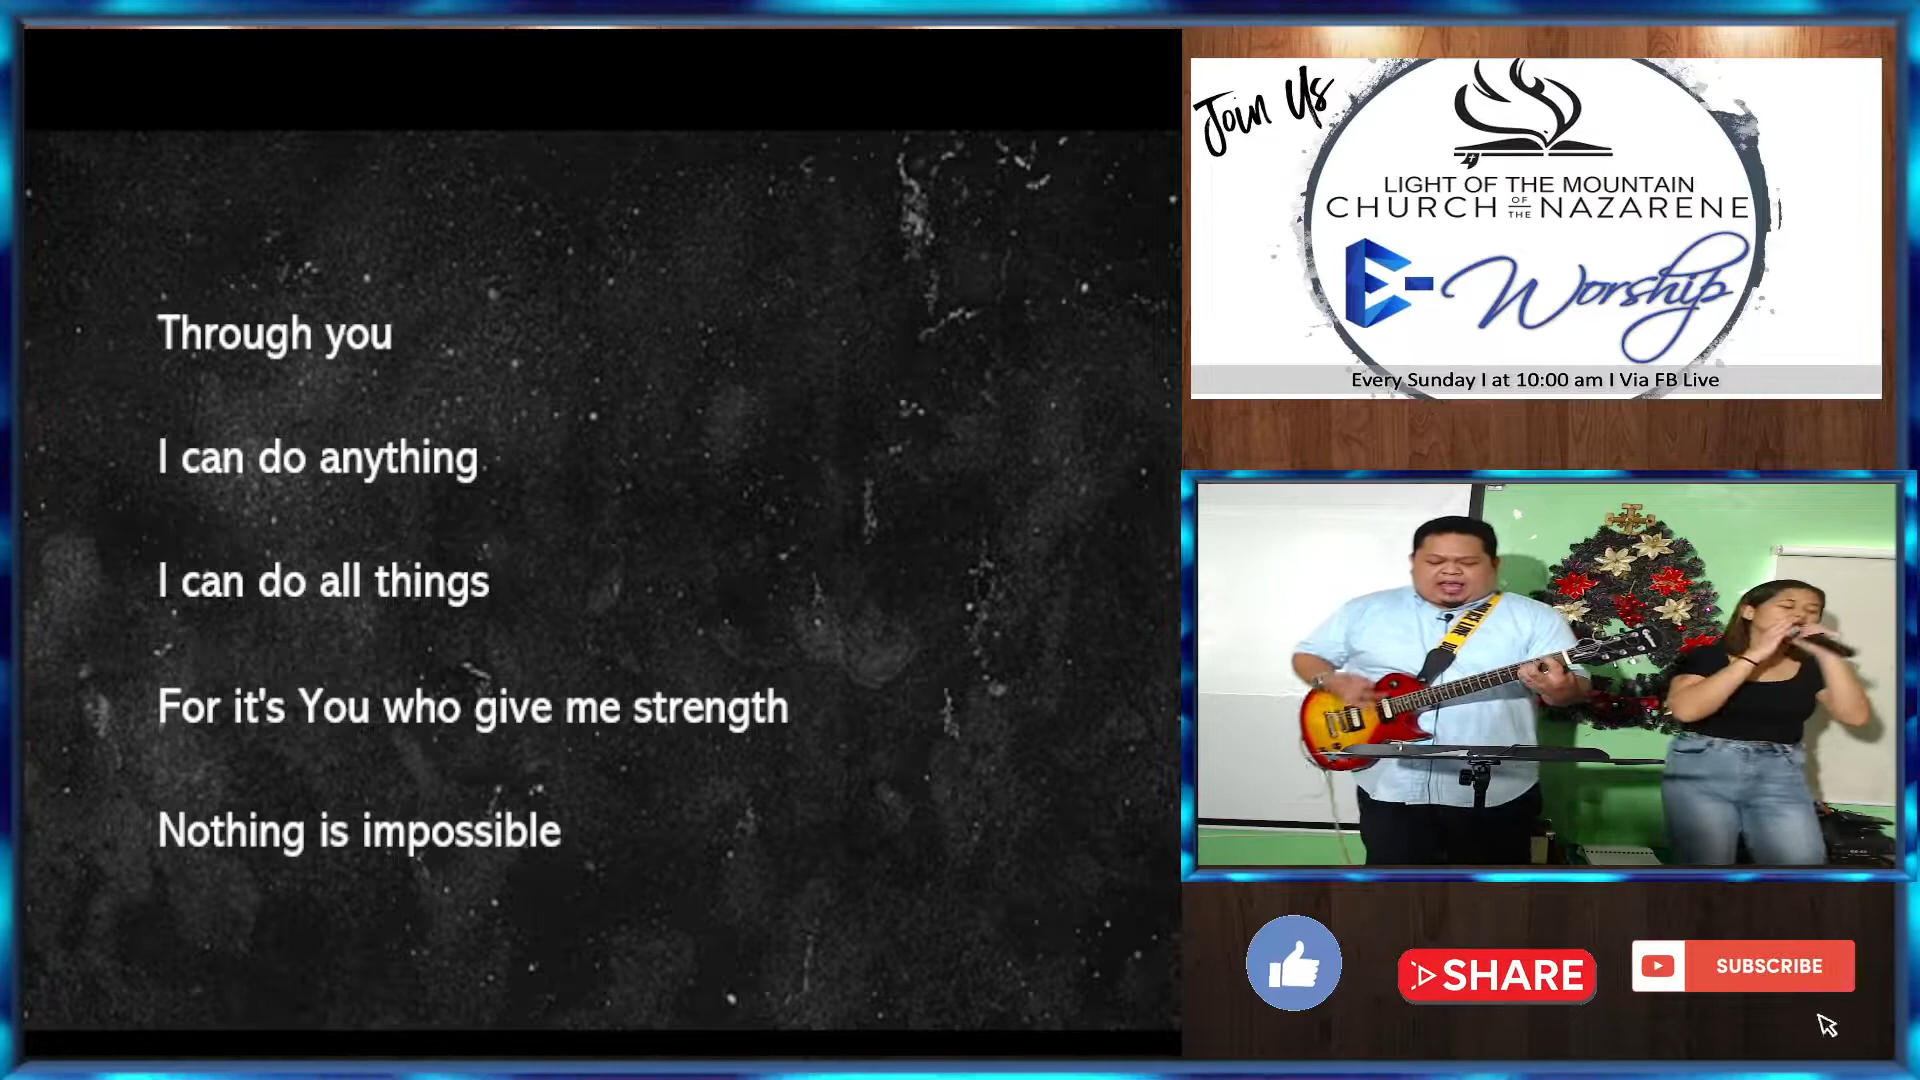 Through you
I can do anything
I can do all things
For it's You who give me strength
Nothing is impossible
Join Us
LIGHT OF THE MOUNTAIN
CHURCH OF THE NAZARENE
E-Worship
Every Sunday I at 10:00 am I Via FB Live
SHARE
SUBSCRIBE